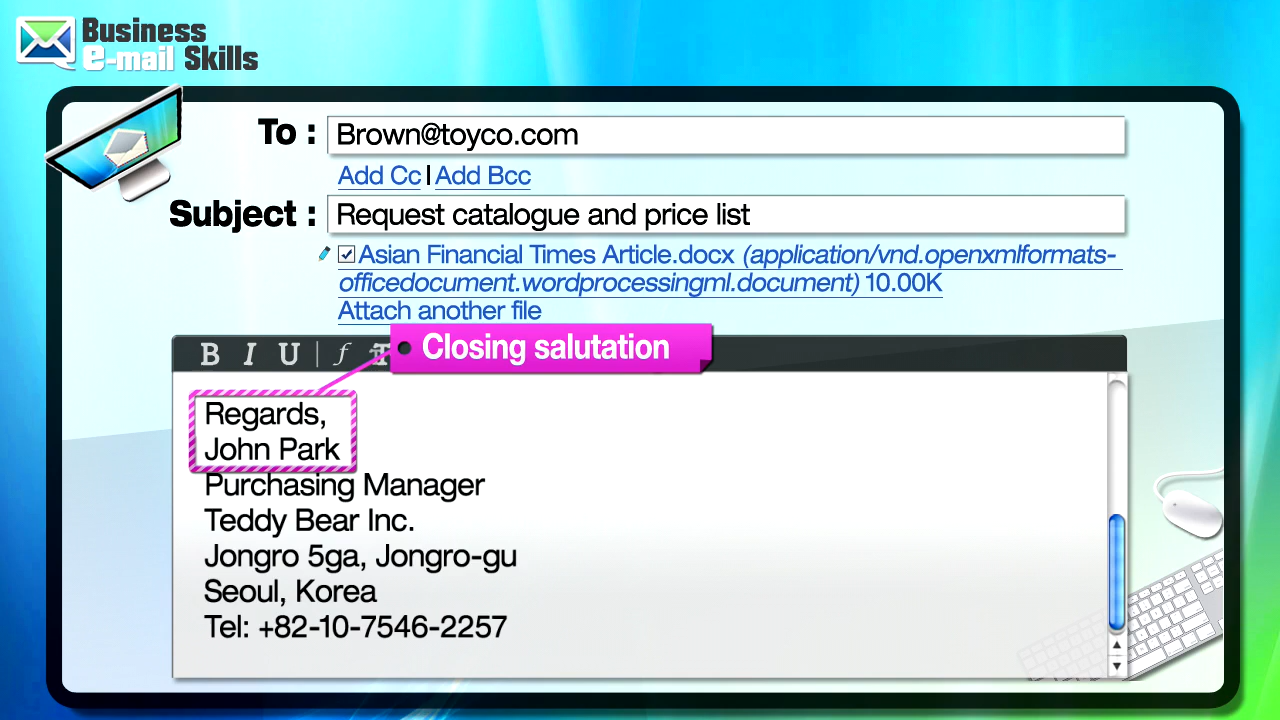 Business
e-mail Skills
To : Brown@toyco.com
Add Cc | Add Bcc
Subject : Request catalogue and price list
Asian Financial Times Article.docx (application/vnd.openxmlformats-
officedocument.wordprocessingml.document) 10.00K
Attach another file
B I U | f T
Closing salutation
Regards,
John Park
Purchasing Manager
Teddy Bear Inc.
Jongro 5ga, Jongro-gu
Seoul, Korea
Tel: +82-10-7546-2257